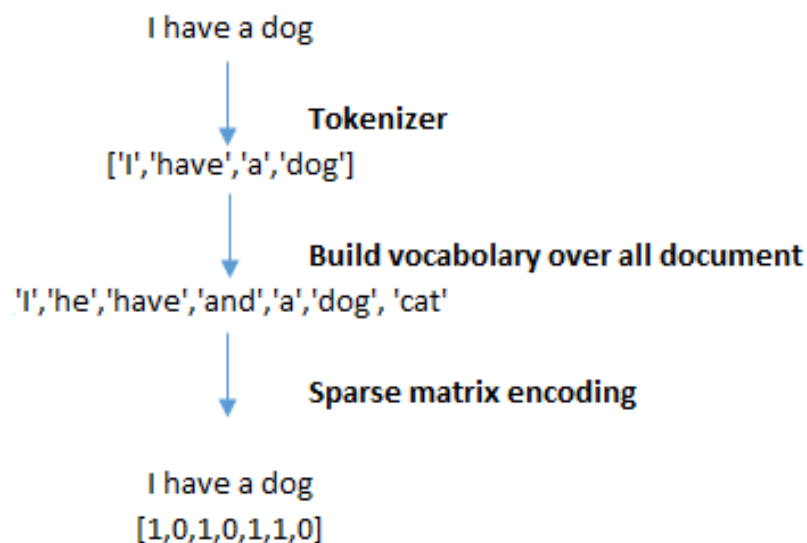 I have a dog
Tokenizer
['I','have','a','dog']
Build vocabolary over all document
'I','he','have','and','a','dog', 'cat'
Sparse matrix encoding
I have a dog
[1,0,1,0,1,1,0]